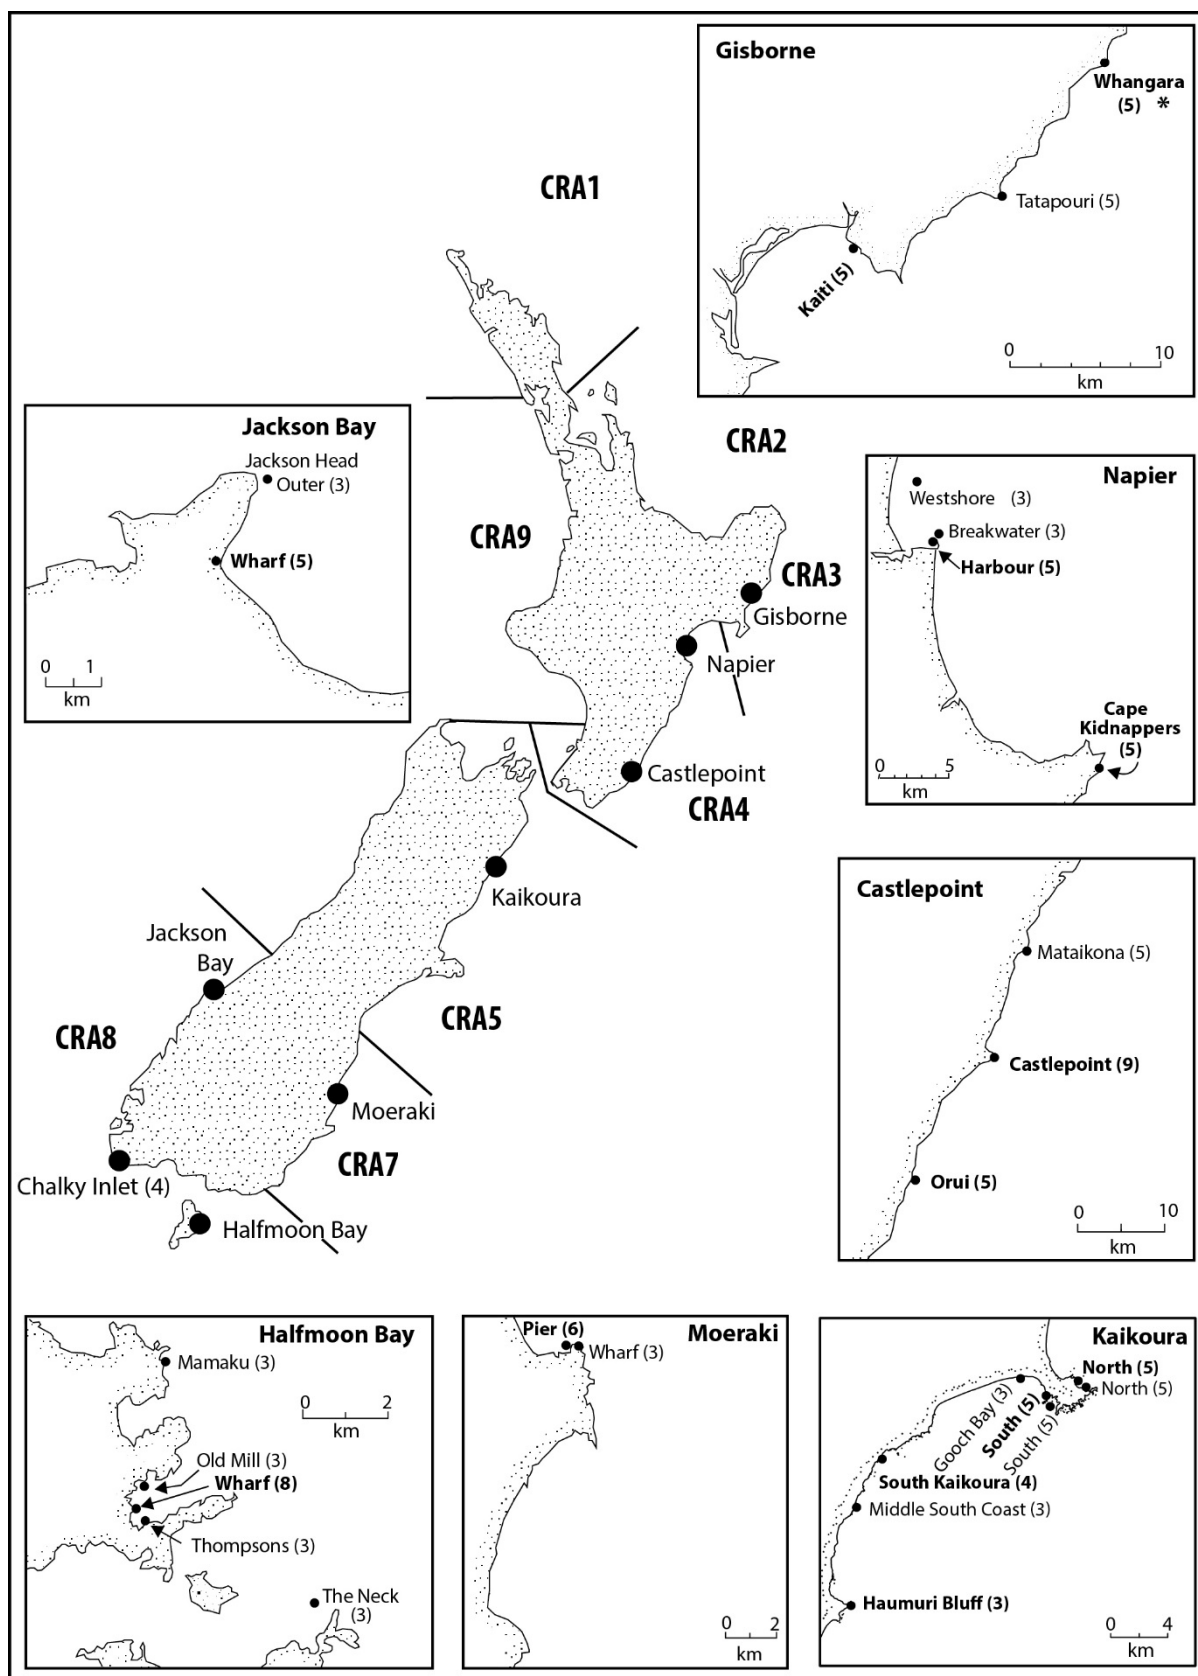 Gisborne
Whangara
(5) *
Tatapouri (5)
Kaiti (5)
0 10
km
CRA1
CRA2
CRA9
CRA3
Gisborne
Napier
Castlepoint
CRA4
Kaikoura
Jackson
Bay
CRA5
CRA8
Moeraki
CRA7
Chalky Inlet (4)
Halfmoon Bay
Jackson Bay
Jackson Head
Outer (3)
Wharf (5)
0 1
km
Napier
Westshore (3)
Breakwater (3)
Harbour (5)
Cape
Kidnappers
(5)
0 5
km
Castlepoint
Mataikona (5)
Castlepoint (9)
Orui (5)
0 10
km
Halfmoon Bay
Mamaku (3)
0 2
km
Old Mill (3)
Wharf (8)
Thompsons (3)
The Neck
(3)
Moeraki
Pier (6)
Wharf (3)
0 2
km
Kaikoura
North (5)
North (5)
Gooch Bay (3)
South (5)
South (5)
South Kaikoura (4)
Middle South Coast (3)
Haumuri Bluff (3)
0 4
km